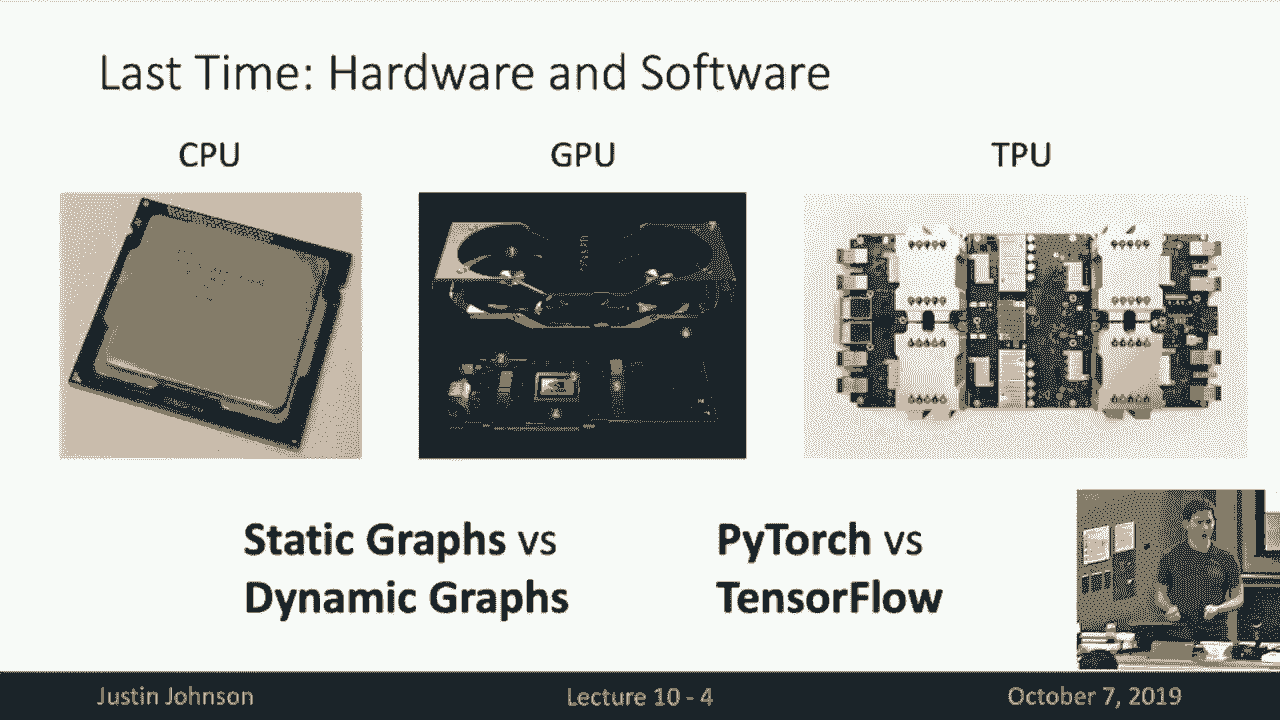 Last Time: Hardware and Software
CPU
GPU
TPU
Static Graphs vs
Dynamic Graphs
PyTorch vs
TensorFlow
Justin Johnson
Lecture 10 - 4
October 7, 2019